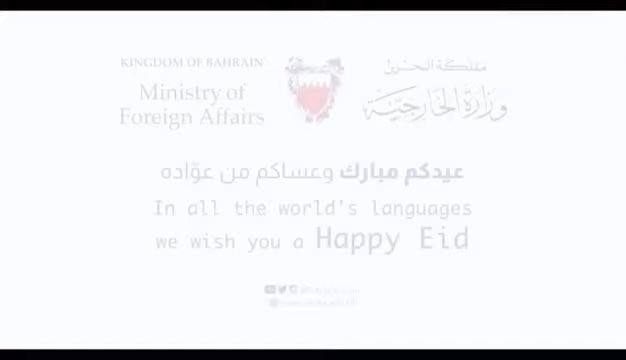 KINGDOM OF BAHRAIN
Ministry of
Foreign Affairs
مملكة البحرين
وزارة الخارجية
عيدكم مبارك وعساكم من عوّاده
In all the world's languages
we wish you a Happy Eid